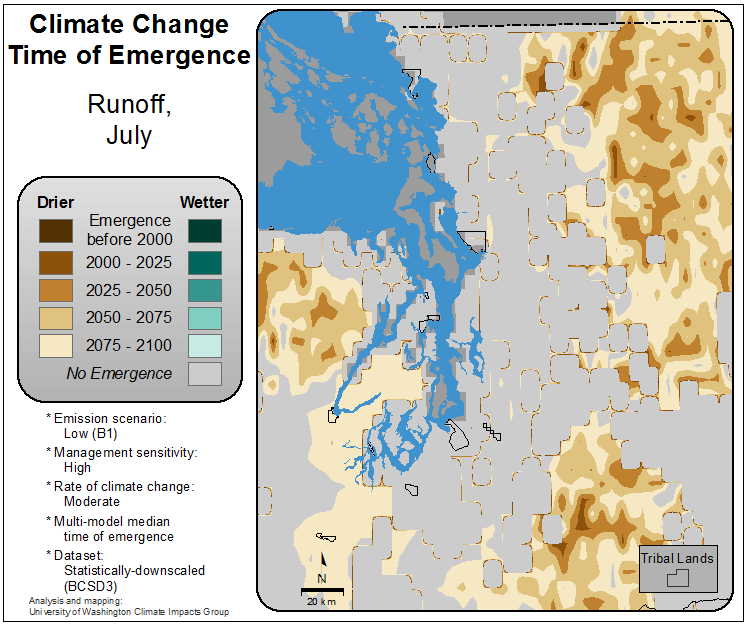 Climate Change
Time of Emergence
Runoff,
July
Drier Wetter
Emergence
before 2000
2000 - 2025
2025 - 2050
2050 - 2075
2075 - 2100
No Emergence
* Emission scenario:
Low (B1)
* Management sensitivity:
High
* Rate of climate change:
Moderate
* Multi-model median
time of emergence
* Dataset:
Statistically-downscaled
(BCSD3)
Analysis and mapping:
University of Washington Climate Impacts Group
N
20 km
Tribal Lands